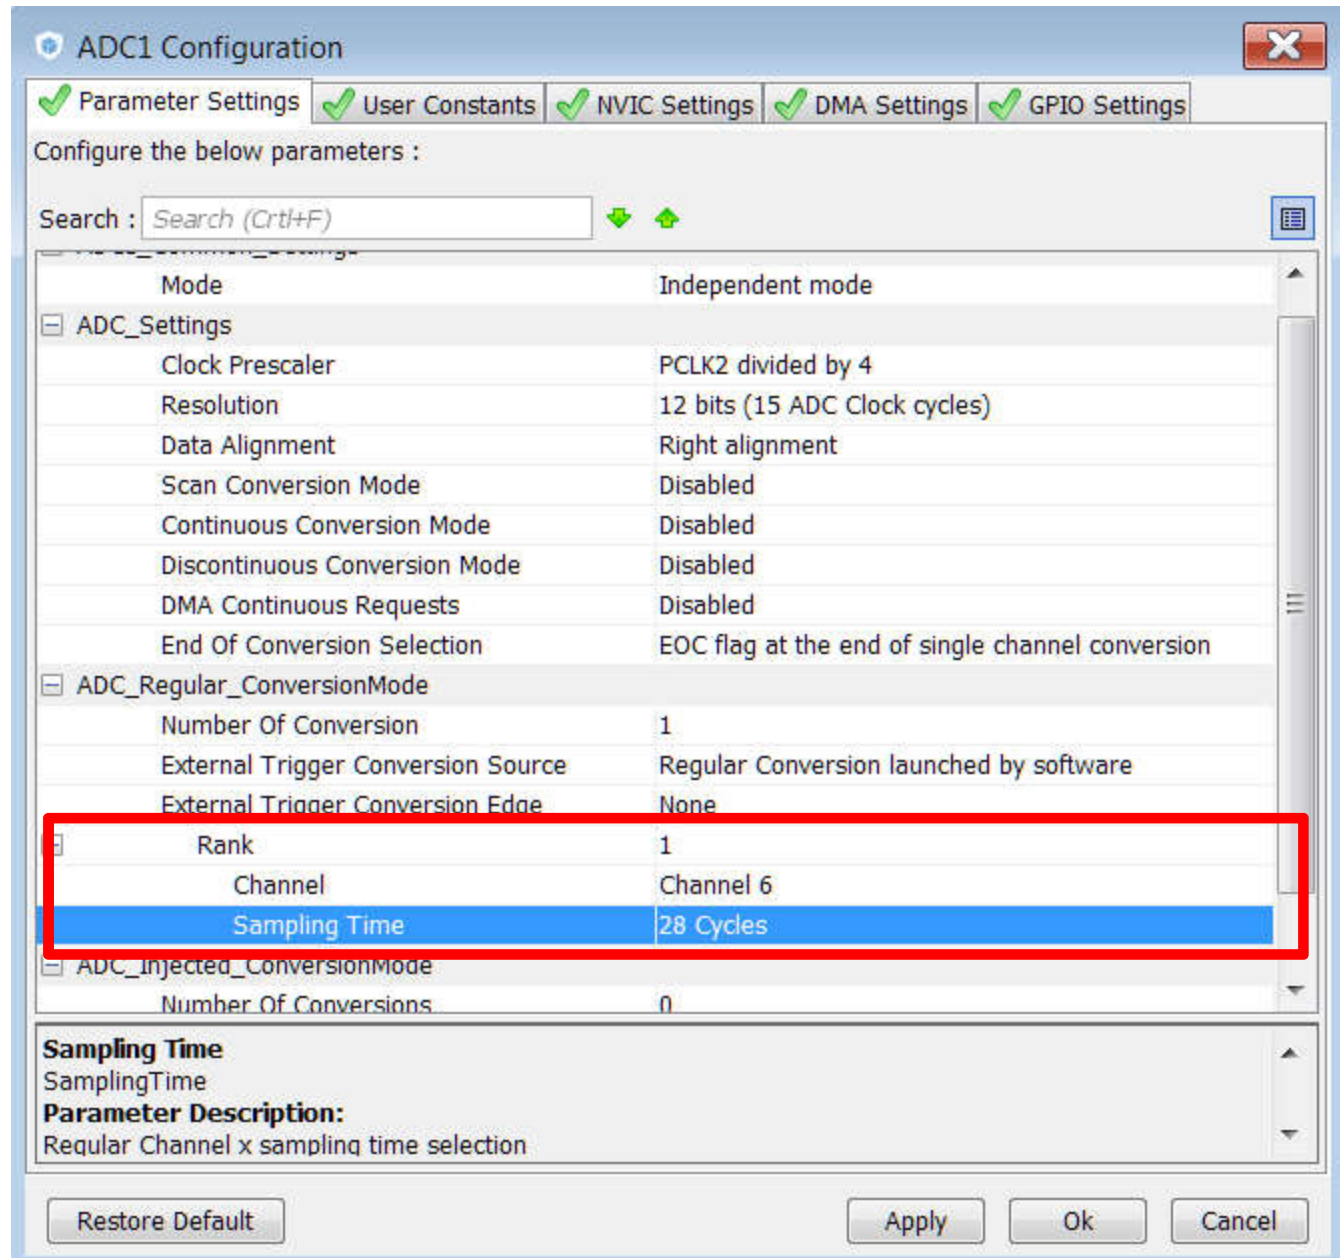 ADC1 Configuration
Parameter Settings User Constants NVIC Settings DMA Settings GPIO Settings
Configure the below parameters :
Search : Search (Crtl+F)
Mode Independent mode
ADC_Settings
Clock Prescaler PCLK2 divided by 4
Resolution 12 bits (15 ADC Clock cycles)
Data Alignment Right alignment
Scan Conversion Mode Disabled
Continuous Conversion Mode Disabled
Discontinuous Conversion Mode Disabled
DMA Continuous Requests Disabled
End Of Conversion Selection EOC flag at the end of single channel conversion
ADC_Regular_ConversionMode
Number Of Conversion 1
External Trigger Conversion Source Regular Conversion launched by software
External Trigger Conversion Edge None
Rank 1
Channel Channel 6
Sampling Time 28 Cycles
ADC_Injected_ConversionMode
Number Of Conversions 0
Sampling Time
SamplingTime
Parameter Description:
Regular Channel x sampling time selection
Restore Default Apply Ok Cancel